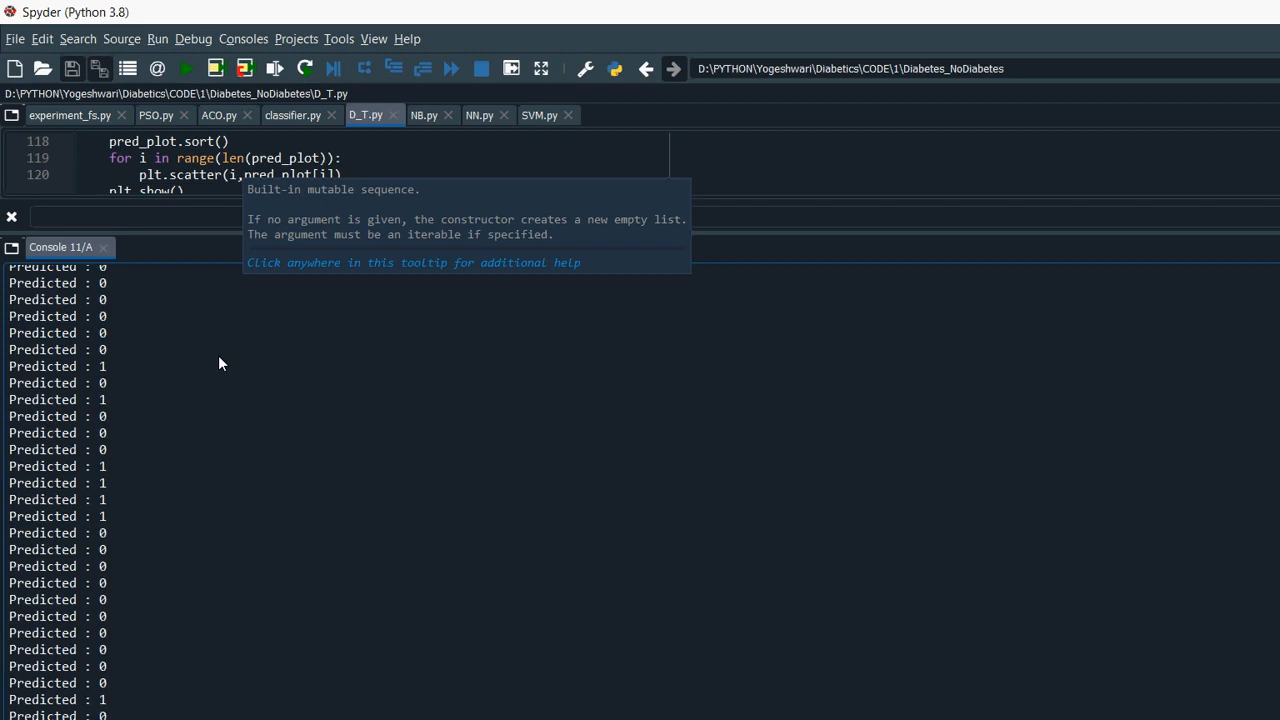 Spyder (Python 3.8)
File Edit Search Source Run Debug Consoles Projects Tools View Help
D:\PYTHON\Yogeshwari\Diabetics\CODE\1\Diabetes_NoDiabetes
D:\PYTHON\Yogeshwari\Diabetics\CODE\1\Diabetes_NoDiabetes\D_T.py
experiment_fs.py PSO.py ACO.py classifier.py D_T.py NB.py NN.py SVM.py
118 pred_plot.sort()
119 for i in range(len(pred_plot)):
120 plt.scatter(i,pred_plot[i])
plt.show()
Built-in mutable sequence.
If no argument is given, the constructor creates a new empty list.
The argument must be an iterable if specified.
Click anywhere in this tooltip for additional help
Console 11/A
Predicted : 0
Predicted : 0
Predicted : 0
Predicted : 0
Predicted : 0
Predicted : 0
Predicted : 1
Predicted : 0
Predicted : 1
Predicted : 0
Predicted : 0
Predicted : 0
Predicted : 1
Predicted : 1
Predicted : 1
Predicted : 1
Predicted : 0
Predicted : 0
Predicted : 0
Predicted : 0
Predicted : 0
Predicted : 0
Predicted : 0
Predicted : 0
Predicted : 0
Predicted : 0
Predicted : 1
Predicted : 0